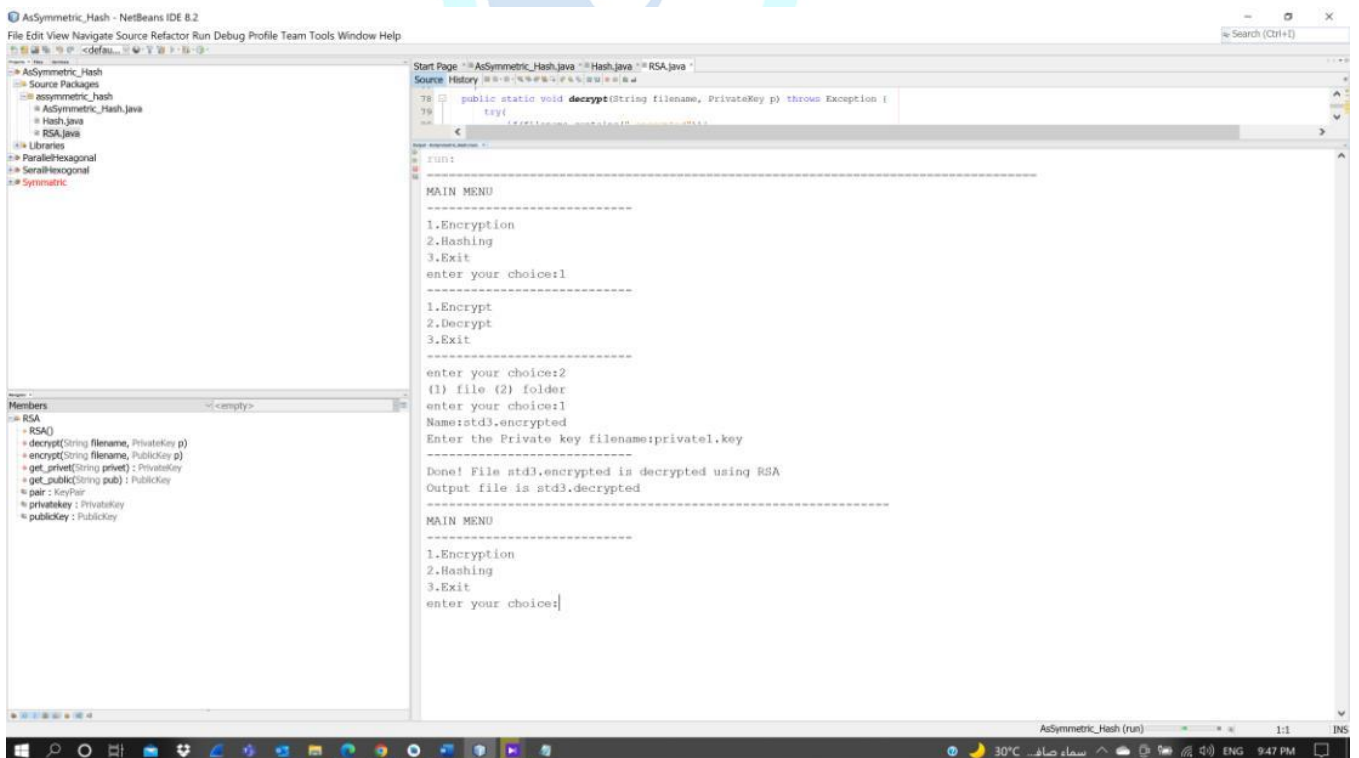 AsSymmetric_Hash - NetBeans IDE 8.2
File Edit View Navigate Source Refactor Run Debug Profile Team Tools Window Help
Search (Ctrl+I)
<defau...
AsSymmetric_Hash
Source Packages
assymmetric_hash
AsSymmetric_Hash.java
Hash.java
RSA.java
Libraries
ParallelHexagonal
SerailHexogonal
Symmatric
Members
<empty>
RSA
RSA()
decrypt(String filename, PrivateKey p)
encrypt(String filename, PublicKey p)
get_privet(String privet) : PrivateKey
get_public(String pub) : PublicKey
pair : KeyPair
privatekey : PrivateKey
publicKey : PublicKey
Start Page AsSymmetric_Hash.java Hash.java RSA.java
Source History
78 public static void decrypt(String filename, PrivateKey p) throws Exception {
79 try{
run:
-----------------------------------------------------------------------------------
MAIN MENU
----------------------------
1.Encryption
2.Hashing
3.Exit
enter your choice:1
----------------------------
1.Encrypt
2.Decrypt
3.Exit
----------------------------
enter your choice:2
(1) file (2) folder
enter your choice:1
Name:std3.encrypted
Enter the Private key filename:private1.key
----------------------------
Done! File std3.encrypted is decrypted using RSA
Output file is std3.decrypted
---------------------------------------------------------------
MAIN MENU
----------------------------
1.Encryption
2.Hashing
3.Exit
enter your choice:
AsSymmetric_Hash (run)
1:1
INS
30°C سماء صافـ...
ENG
9:47 PM